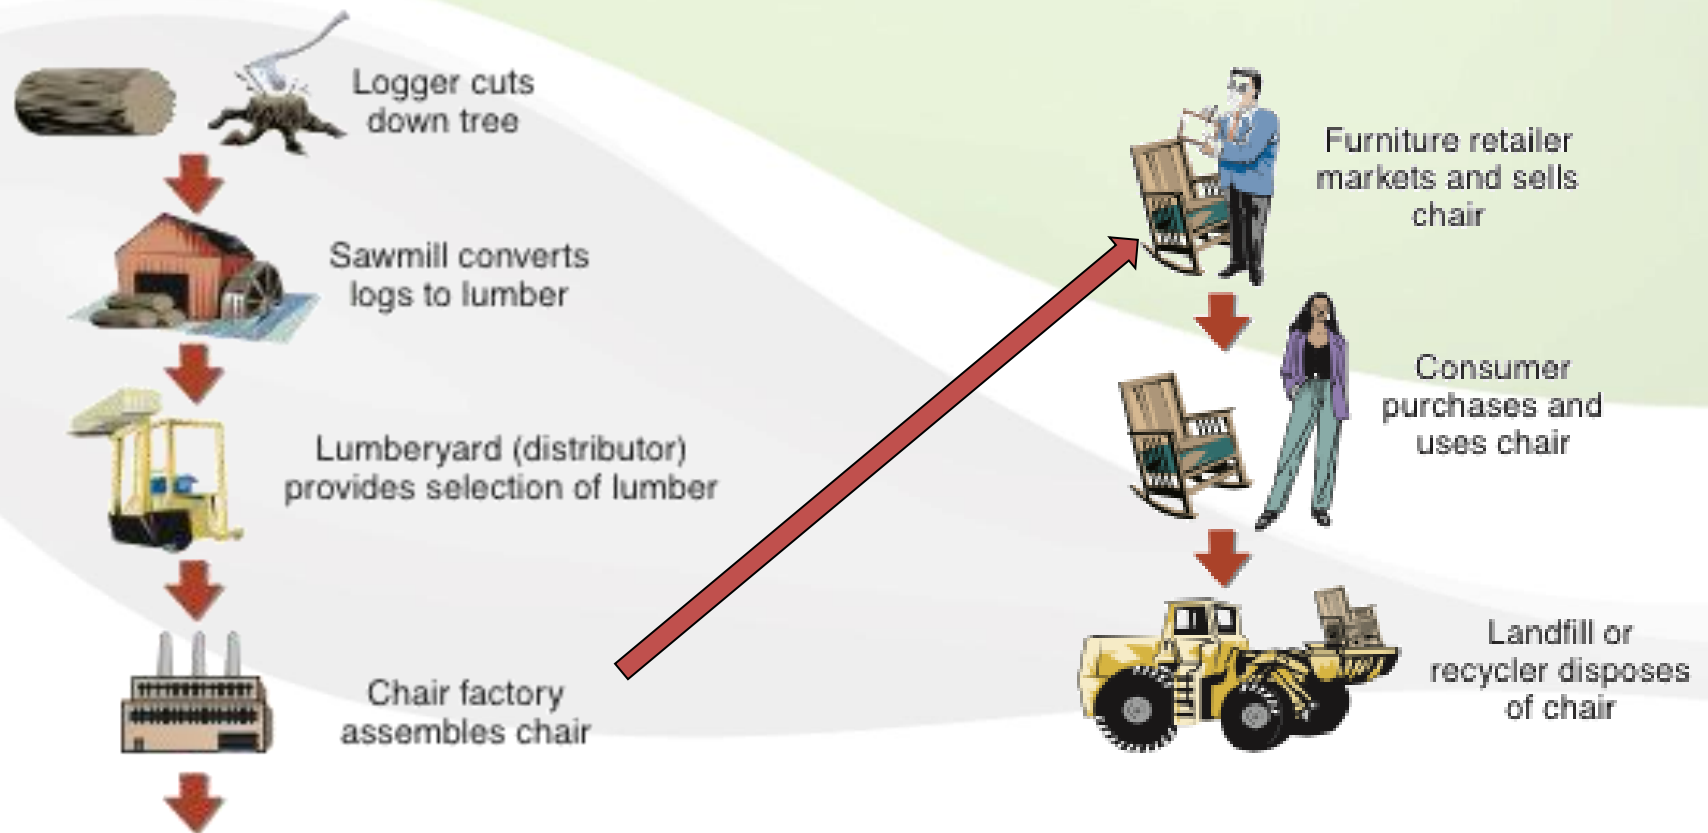 Logger cuts
down tree
Sawmill converts
logs to lumber
Lumberyard (distributor)
provides selection of lumber
Chair factory
assembles chair
Furniture retailer
markets and sells
chair
Consumer
purchases and
uses chair
Landfill or
recycler disposes
of chair